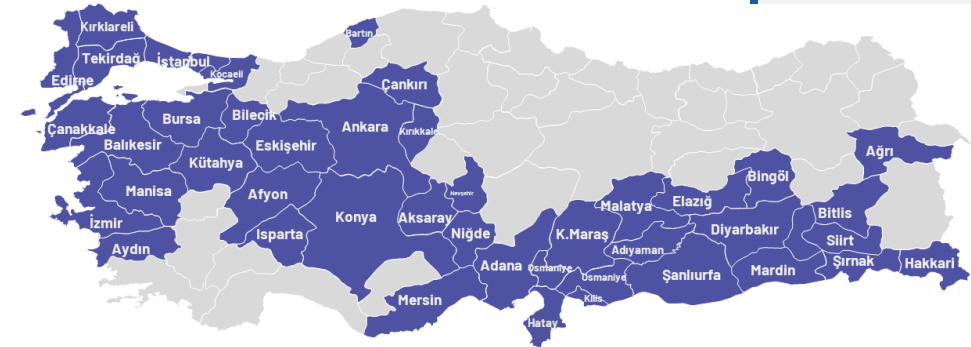 Kırklareli
Bartın
Tekirdağ
İstanbul
Kocaeli
Edirne
Çankırı
Çanakkale
Bursa
Bilecik
Ankara
Kırıkkale
Balıkesir
Eskişehir
Kütahya
Ağrı
Manisa
Afyon
Nevşehir
Bingöl
Malatya
Elazığ
İzmir
Konya
Aksaray
Bitlis
Aydın
Isparta
Niğde
K.Maraş
Diyarbakır
Siirt
Adıyaman
Adana
Osmaniye
Osmaniye
Şanlıurfa
Mardin
Şırnak
Hakkari
Mersin
Kilis
Hatay